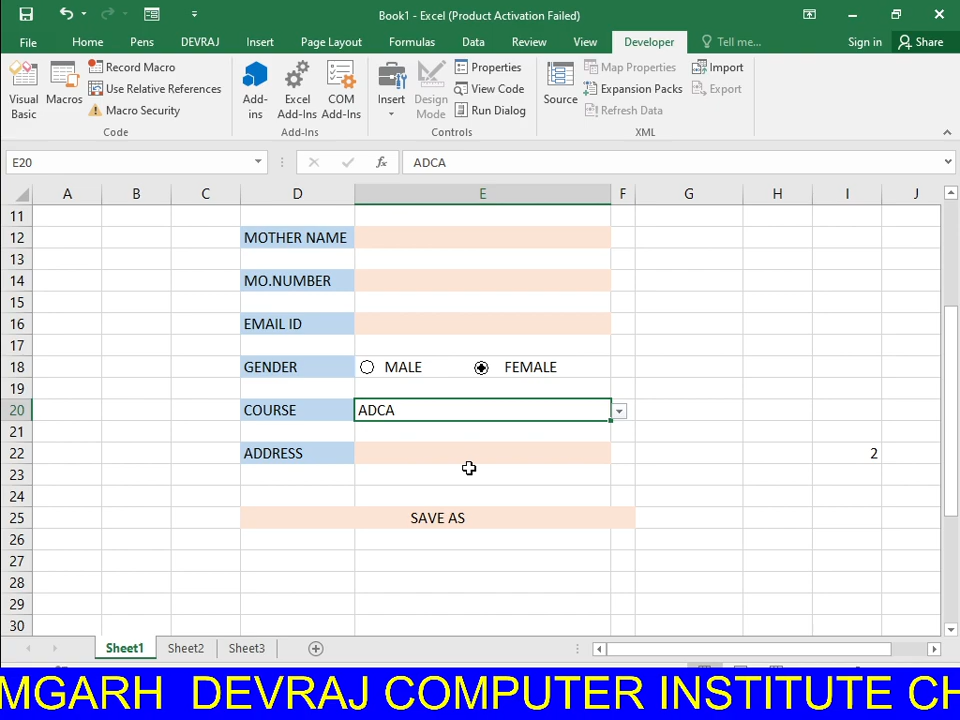 Book1 - Excel (Product Activation Failed)
File Home Pens DEVRAJ Insert Page Layout Formulas Data Review View Developer Tell me... Sign in Share
Visual Basic
Macros
Record Macro
Use Relative References
Macro Security
Code
Add-ins
Excel Add-Ins
COM Add-Ins
Add-Ins
Insert
Design Mode
Properties
View Code
Run Dialog
Controls
Source
Map Properties
Expansion Packs
Refresh Data
Import
Export
XML
E20 fx ADCA
A B C D E F G H I J
11
12 MOTHER NAME
13
14 MO.NUMBER
15
16 EMAIL ID
17
18 GENDER MALE FEMALE
19
20 COURSE ADCA
21
22 ADDRESS 2
23
24
25 SAVE AS
26
27
28
29
30
Sheet1 Sheet2 Sheet3
MGARH DEVRAJ COMPUTER INSTITUTE CH